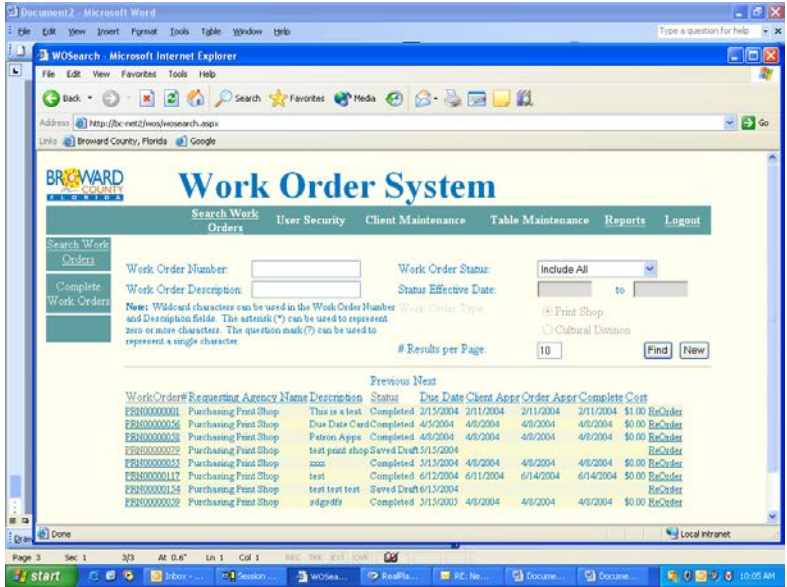 Document2 - Microsoft Word
File Edit View Insert Format Tools Table Window Help Type a question for help
WOSearch - Microsoft Internet Explorer
File Edit View Favorites Tools Help
Back Search Favorites Media
Address http://bc-net2/wos/wosearch.aspx Go
Links Broward County, Florida Google
BROWARD
COUNTY
FLORIDA
Work Order System
Search Work Orders User Security Client Maintenance Table Maintenance Reports Logout
Search Work
Orders
Complete
Work Orders
Work Order Number: Work Order Status: Include All
Work Order Description: Status Effective Date: to
Note: Wildcard characters can be used in the Work Order Number
and Description fields. The asterisk (*) can be used to represent
zero or more characters. The question mark (?) can be used to
represent a single character.
Work Order Type: Print Shop
Cultural Division
# Results per Page: 10 Find New
Previous Next
WorkOrder# Requesting Agency Name Description Status Due Date Client Appr Order Appr Complete Cost
PRN00000001 Purchasing Print Shop This is a test Completed 2/15/2004 2/11/2004 2/11/2004 2/11/2004 $1.00 ReOrder
PRN00000056 Purchasing Print Shop Due Date Card Completed 4/5/2004 4/8/2004 4/8/2004 4/8/2004 $0.00 ReOrder
PRN00000058 Purchasing Print Shop Patron Apps Completed 4/8/2004 4/8/2004 4/8/2004 4/8/2004 $0.00 ReOrder
PRN00000079 Purchasing Print Shop test print shop Saved Draft 5/15/2004 ReOrder
PRN00000055 Purchasing Print Shop xxxx Completed 5/15/2004 4/8/2004 4/8/2004 4/8/2004 $0.00 ReOrder
PRN00000117 Purchasing Print Shop test Completed 6/12/2004 6/11/2004 6/14/2004 6/14/2004 $0.00 ReOrder
PRN00000154 Purchasing Print Shop test test test Saved Draft 6/15/2004 ReOrder
PRN00000059 Purchasing Print Shop sdgsdfs Completed 5/15/2005 4/8/2004 4/8/2004 4/8/2004 $0.00 ReOrder
Done Local intranet
Page 3 Sec 1 3/3 At 0.6" Ln 1 Col 1 REC TRK EXT OVR
start Inbox - ... Session ... WOSea... RealPla... RE: Ne... Docume... Docume... 10:05 AM